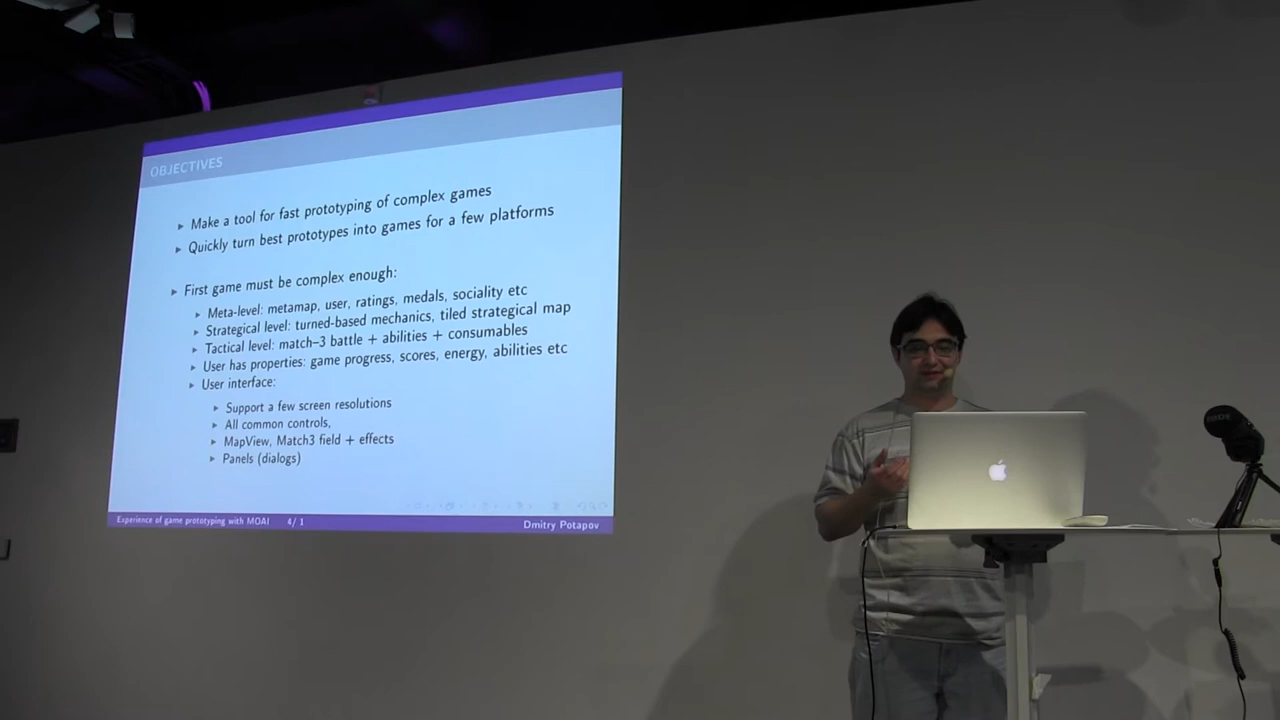 OBJECTIVES
Make a tool for fast prototyping of complex games
Quickly turn best prototypes into games for a few platforms
First game must be complex enough:
Meta-level: metamap, user, ratings, medals, sociality etc
Strategical level: turned-based mechanics, tiled strategical map
Tactical level: match–3 battle + abilities + consumables
User has properties: game progress, scores, energy, abilities etc
User interface:
Support a few screen resolutions
All common controls,
MapView, Match3 field + effects
Panels (dialogs)
Experience of game prototyping with MOAI 4/1
Dmitry Potapov
RODE